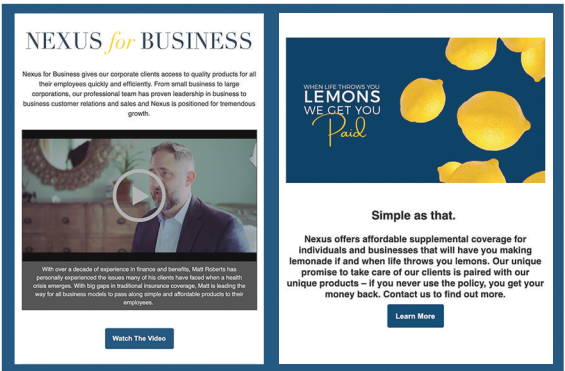 NEXUS for BUSINESS
Nexus for Business gives our corporate clients access to quality products for all
their employees quickly and efficiently. From small business to large
corporations, our professional team has proven leadership in business to
business customer relations and sales and Nexus is positioned for tremendous
growth.
With over a decade of experience in finance and benefits, Matt Roberts has
personally experienced the issues many of his clients have faced when a health
crisis emerges. With big gaps in traditional insurance coverage, Matt is leading the
way for all business models to pass along simple and affordable products to their
employees.
Watch The Video
WHEN LIFE THROWS YOU
LEMONS
WE GET YOU
Paid
Simple as that.
Nexus offers affordable supplemental coverage for
individuals and businesses that will have you making
lemonade if and when life throws you lemons. Our unique
promise to take care of our clients is paired with our
unique products – if you never use the policy, you get your
money back. Contact us to find out more.
Learn More